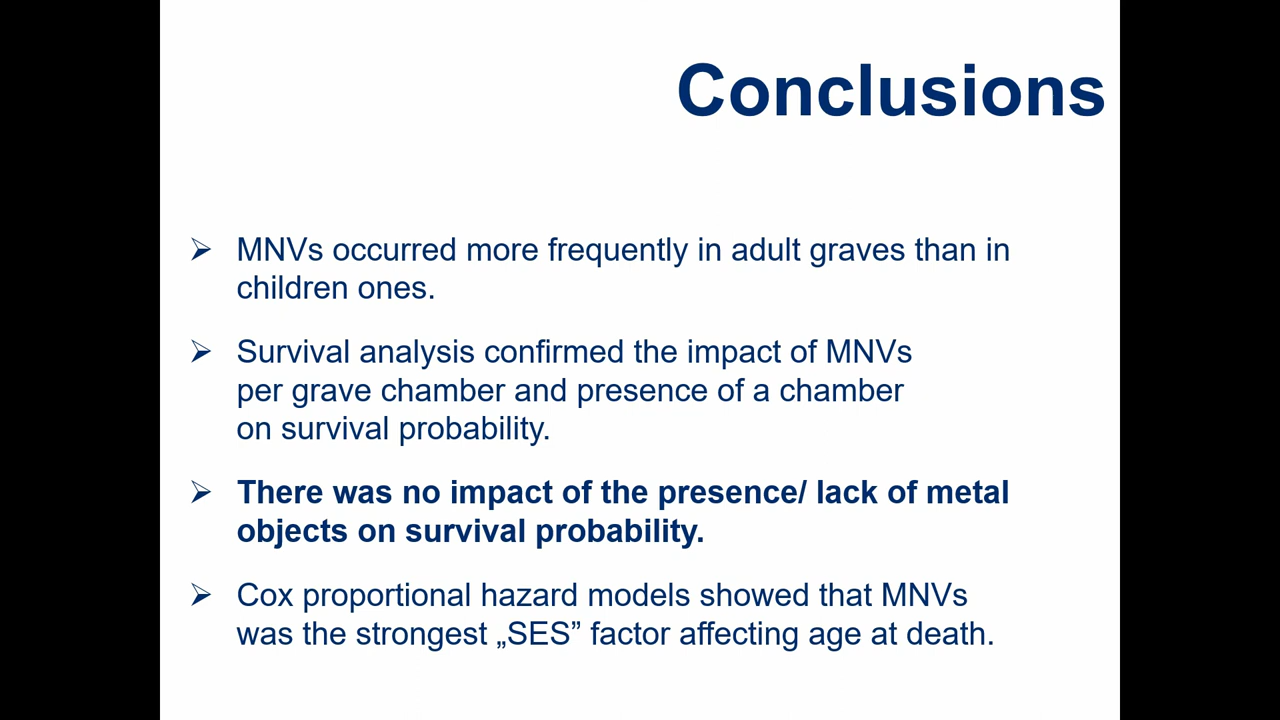 Conclusions
➢ MNVs occurred more frequently in adult graves than in
children ones.
➢ Survival analysis confirmed the impact of MNVs
per grave chamber and presence of a chamber
on survival probability.
➢ There was no impact of the presence/ lack of metal
objects on survival probability.
➢ Cox proportional hazard models showed that MNVs
was the strongest „SES” factor affecting age at death.